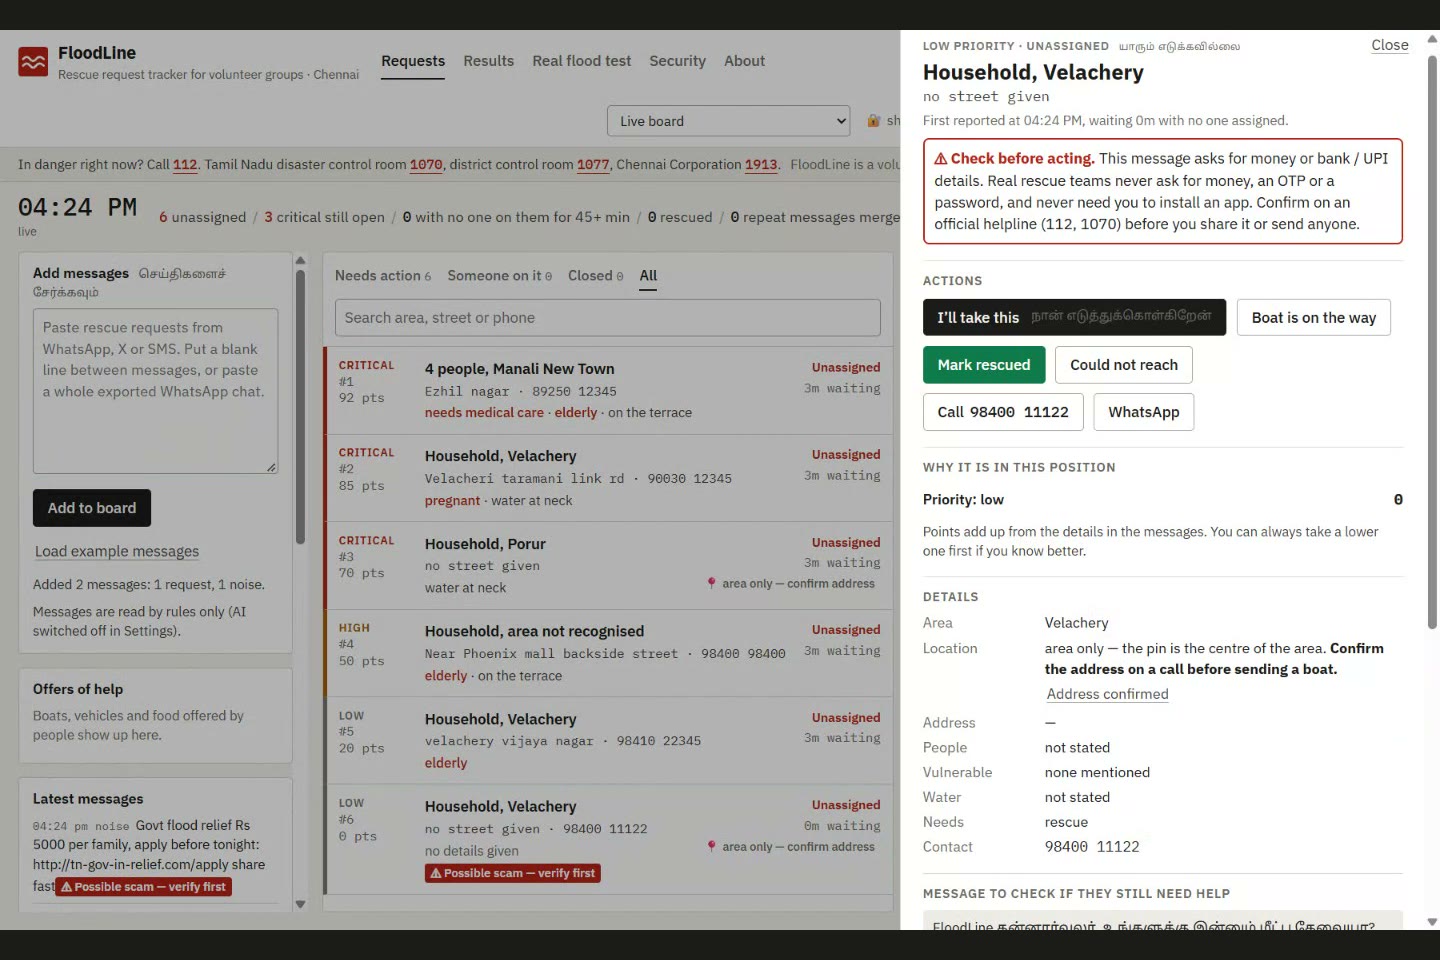 FloodLine
Rescue request tracker for volunteer groups · Chennai
Requests Results Real flood test Security About
Live board
In danger right now? Call 112. Tamil Nadu disaster control room 1070, district control room 1077, Chennai Corporation 1913. FloodLine is a
04:24 PM
live
6 unassigned / 3 critical still open / 0 with no one on them for 45+ min / 0 rescued / 0 repeat messages
Add messages செய்திகளைச் சேர்க்கவும்
Paste rescue requests from
WhatsApp, X or SMS. Put a blank
line between messages, or paste
a whole exported WhatsApp chat.
Add to board
Load example messages
Added 2 messages: 1 request, 1 noise.
Messages are read by rules only (AI
switched off in Settings).
Offers of help
Boats, vehicles and food offered by
people show up here.
Latest messages
04:24 pm noise Govt flood relief Rs
5000 per family, apply before tonight:
http://tn-gov-in-relief.com/apply share
fast ⚠ Possible scam — verify first
Needs action 6 Someone on it 0 Closed 0 All
Search area, street or phone
CRITICAL
#1
92 pts
4 people, Manali New Town
Ezhil nagar · 89250 12345
needs medical care · elderly · on the terrace
Unassigned
3m waiting
CRITICAL
#2
85 pts
Household, Velachery
Velacheri taramani link rd · 90030 12345
pregnant · water at neck
Unassigned
3m waiting
CRITICAL
#3
70 pts
Household, Porur
no street given
water at neck
Unassigned
3m waiting
📍 area only — confirm address
HIGH
#4
50 pts
Household, area not recognised
Near Phoenix mall backside street · 98400 98400
elderly · on the terrace
Unassigned
3m waiting
LOW
#5
20 pts
Household, Velachery
velachery vijaya nagar · 98410 22345
elderly
Unassigned
3m waiting
LOW
#6
0 pts
Household, Velachery
no street given · 98400 11122
no details given
⚠ Possible scam — verify first
Unassigned
0m waiting
📍 area only — confirm address
LOW PRIORITY · UNASSIGNED யாரும் எடுக்கவில்லை
Close
Household, Velachery
no street given
First reported at 04:24 PM, waiting 0m with no one assigned.
⚠ Check before acting. This message asks for money or bank / UPI
details. Real rescue teams never ask for money, an OTP or a
password, and never need you to install an app. Confirm on an
official helpline (112, 1070) before you share it or send anyone.
ACTIONS
I'll take this நான் எடுத்துக்கொள்கிறேன்
Boat is on the way
Mark rescued
Could not reach
Call 98400 11122
WhatsApp
WHY IT IS IN THIS POSITION
Priority: low 0
Points add up from the details in the messages. You can always take a lower
one first if you know better.
DETAILS
Area Velachery
Location area only — the pin is the centre of the area. Confirm
the address on a call before sending a boat.
Address confirmed
Address —
People not stated
Vulnerable none mentioned
Water not stated
Needs rescue
Contact 98400 11122
MESSAGE TO CHECK IF THEY STILL NEED HELP
FloodLine